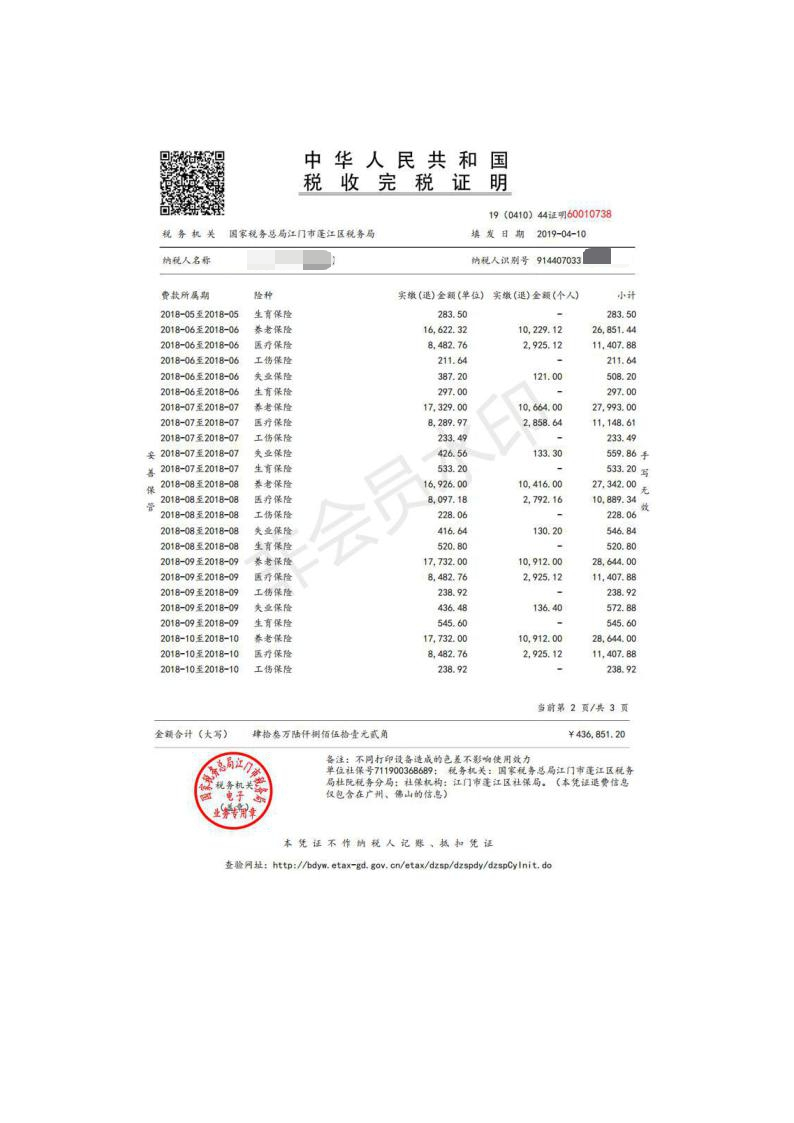 中华人民共和国
税收完税证明
19（0410）44证明60010738
税务机关 国家税务总局江门市蓬江区税务局 填发日期 2019-04-10
纳税人名称 纳税人识别号 914407033
费款所属期 险种 实缴(退)金额(单位) 实缴(退)金额(个人) 小计
2018-05至2018-05 生育保险 283.50 - 283.50
2018-06至2018-06 养老保险 16,622.32 10,229.12 26,851.44
2018-06至2018-06 医疗保险 8,482.76 2,925.12 11,407.88
2018-06至2018-06 工伤保险 211.64 - 211.64
2018-06至2018-06 失业保险 387.20 121.00 508.20
2018-06至2018-06 生育保险 297.00 - 297.00
2018-07至2018-07 养老保险 17,329.00 10,664.00 27,993.00
2018-07至2018-07 医疗保险 8,289.97 2,858.64 11,148.61
2018-07至2018-07 工伤保险 233.49 - 233.49
2018-07至2018-07 失业保险 426.56 133.30 559.86
2018-07至2018-07 生育保险 533.20 - 533.20
2018-08至2018-08 养老保险 16,926.00 10,416.00 27,342.00
2018-08至2018-08 医疗保险 8,097.18 2,792.16 10,889.34
2018-08至2018-08 工伤保险 228.06 - 228.06
2018-08至2018-08 失业保险 416.64 130.20 546.84
2018-08至2018-08 生育保险 520.80 - 520.80
2018-09至2018-09 养老保险 17,732.00 10,912.00 28,644.00
2018-09至2018-09 医疗保险 8,482.76 2,925.12 11,407.88
2018-09至2018-09 工伤保险 238.92 - 238.92
2018-09至2018-09 失业保险 436.48 136.40 572.88
2018-09至2018-09 生育保险 545.60 - 545.60
2018-10至2018-10 养老保险 17,732.00 10,912.00 28,644.00
2018-10至2018-10 医疗保险 8,482.76 2,925.12 11,407.88
2018-10至2018-10 工伤保险 238.92 - 238.92
妥善保管
手写无效
非会员水印
当前第 2 页/共 3 页
金额合计（大写） 肆拾叁万陆仟捌佰伍拾壹元贰角 ￥436,851.20
国家税务总局江门市税务局
税务机关
电子
（盖章）
业务专用章
备注：不同打印设备造成的色差不影响使用效力
单位社保号711900368689； 税务机关：国家税务总局江门市蓬江区税务
局杜阮税务分局；社保机构：江门市蓬江区社保局。（本凭证退费信息
仅包含在广州、佛山的信息）
本凭证不作纳税人记账、抵扣凭证
查验网址：http://bdyw.etax-gd.gov.cn/etax/dzsp/dzspdy/dzspCyInit.do